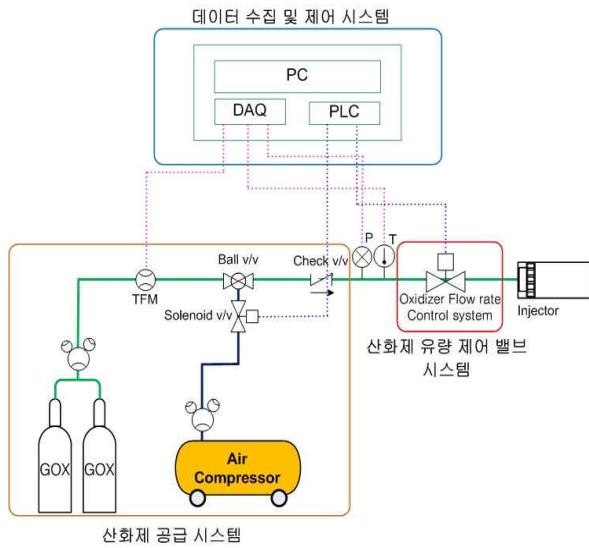 데이터 수집 및 제어 시스템
PC
DAQ
PLC
P
T
Ball v/v
Check v/v
TFM
Solenoid v/v
Oxidizer Flow rate
Control system
Injector
산화제 유량 제어 밸브
시스템
GOX
GOX
Air
Compressor
산화제 공급 시스템